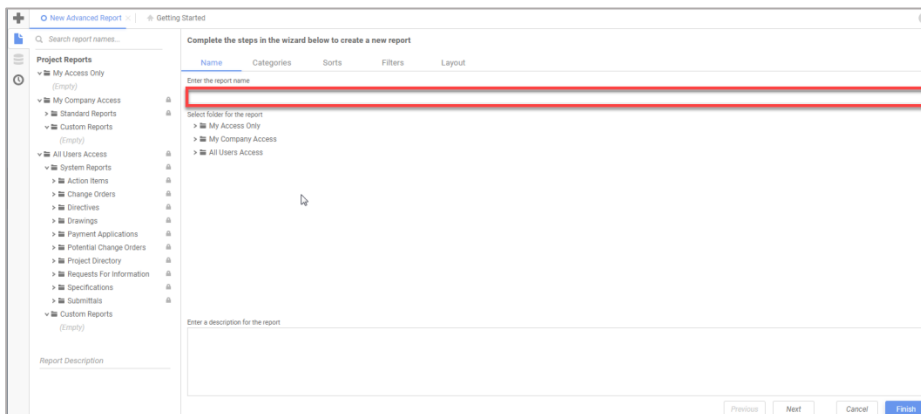 New Advanced Report
Getting Started
Search report names...
Project Reports
My Access Only
(Empty)
My Company Access
Standard Reports
Custom Reports
(Empty)
All Users Access
System Reports
Action Items
Change Orders
Directives
Drawings
Payment Applications
Potential Change Orders
Project Directory
Requests For Information
Specifications
Submittals
Custom Reports
(Empty)
Report Description
Complete the steps in the wizard below to create a new report
Name Categories Sorts Filters Layout
Enter the report name
Select folder for the report
My Access Only
My Company Access
All Users Access
Enter a description for the report
Previous Next Cancel Finish